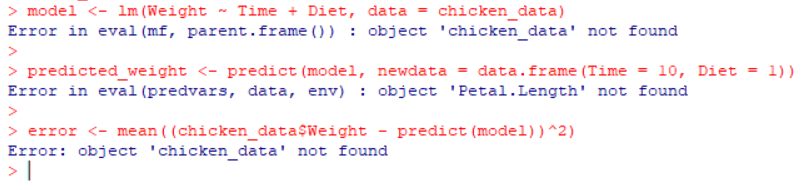 > model <- lm(Weight ~ Time + Diet, data = chicken_data)
Error in eval(mf, parent.frame()) : object 'chicken_data' not found
>
> predicted_weight <- predict(model, newdata = data.frame(Time = 10, Diet = 1))
Error in eval(predvars, data, env) : object 'Petal.Length' not found
>
> error <- mean((chicken_data$Weight - predict(model))^2)
Error: object 'chicken_data' not found
>